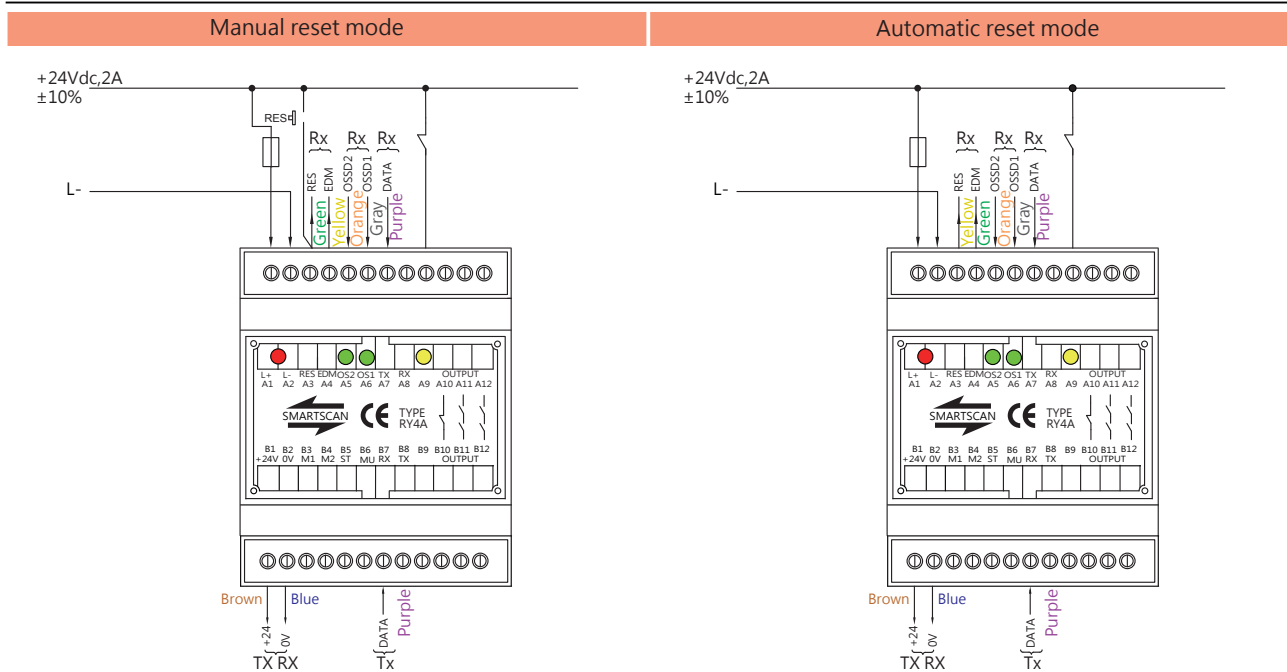 Manual reset mode
Automatic reset mode
+24Vdc,2A
±10%
RES
Rx Rx Rx
RES EDM OSSD2 OSSD1 DATA
Green Yellow Orange Gray Purple
L-
L+ L- RES EDM OS2 OS1 TX RX OUTPUT
A1 A2 A3 A4 A5 A6 A7 A8 A9 A10 A11 A12
SMARTSCAN CE TYPE
RY4A
B1 B2 B3 B4 B5 B6 B7 B8 B9 B10 B11 B12
+24V 0V M1 M2 ST MU RX TX OUTPUT
Brown Blue Purple
+24 0V DATA
TX RX Tx
+24Vdc,2A
±10%
Rx Rx Rx
RES EDM OSSD2 OSSD1 DATA
Yellow Green Orange Gray Purple
L-
L+ L- RES EDM OS2 OS1 TX RX OUTPUT
A1 A2 A3 A4 A5 A6 A7 A8 A9 A10 A11 A12
SMARTSCAN CE TYPE
RY4A
B1 B2 B3 B4 B5 B6 B7 B8 B9 B10 B11 B12
+24V 0V M1 M2 ST MU RX TX OUTPUT
Brown Blue Purple
+24 0V DATA
TX RX Tx